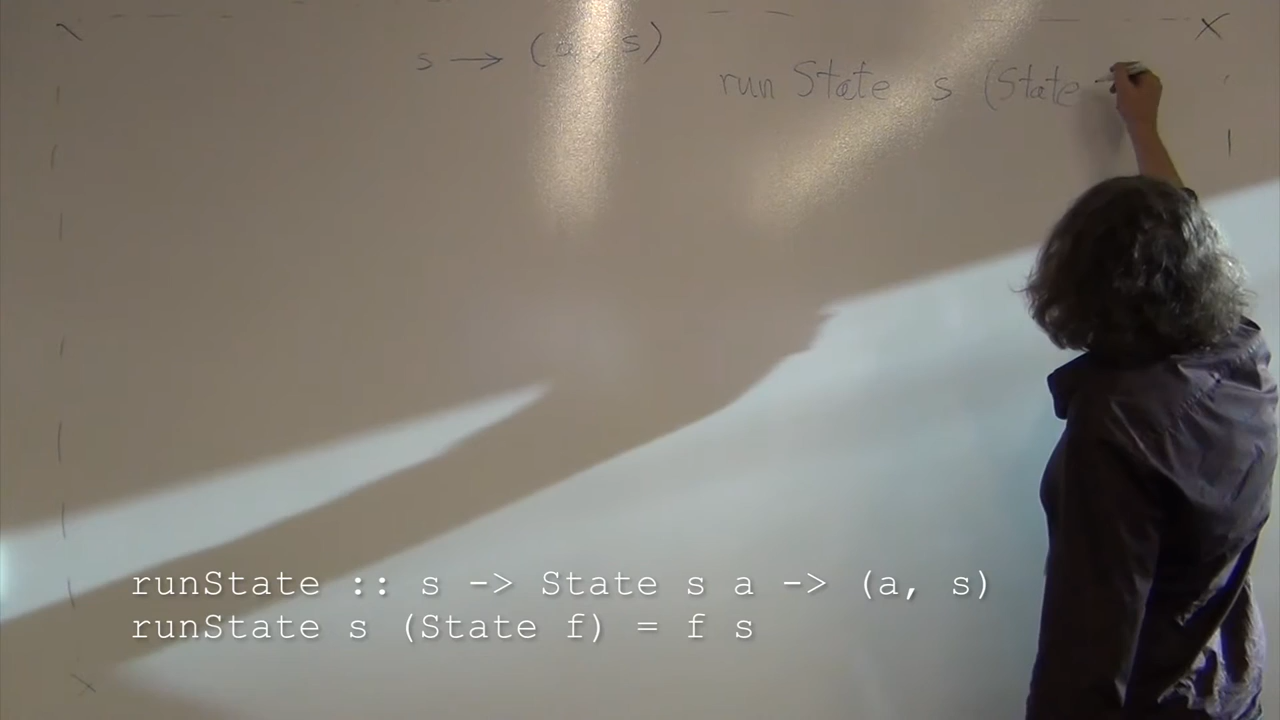 s → (a, s)
run State s (State
runState :: s -> State s a -> (a, s)
runState s (State f) = f s